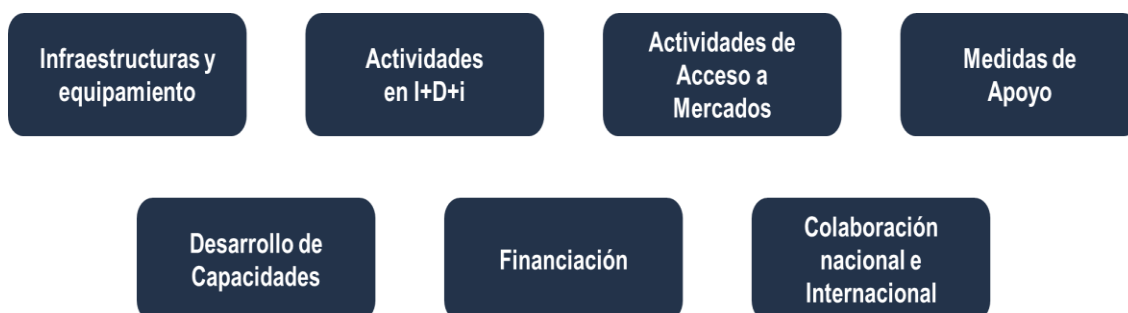 Infraestructuras y
equipamiento
Actividades
en I+D+i
Actividades de
Acceso a
Mercados
Medidas de
Apoyo
Desarrollo de
Capacidades
Financiación
Colaboración
nacional e
Internacional